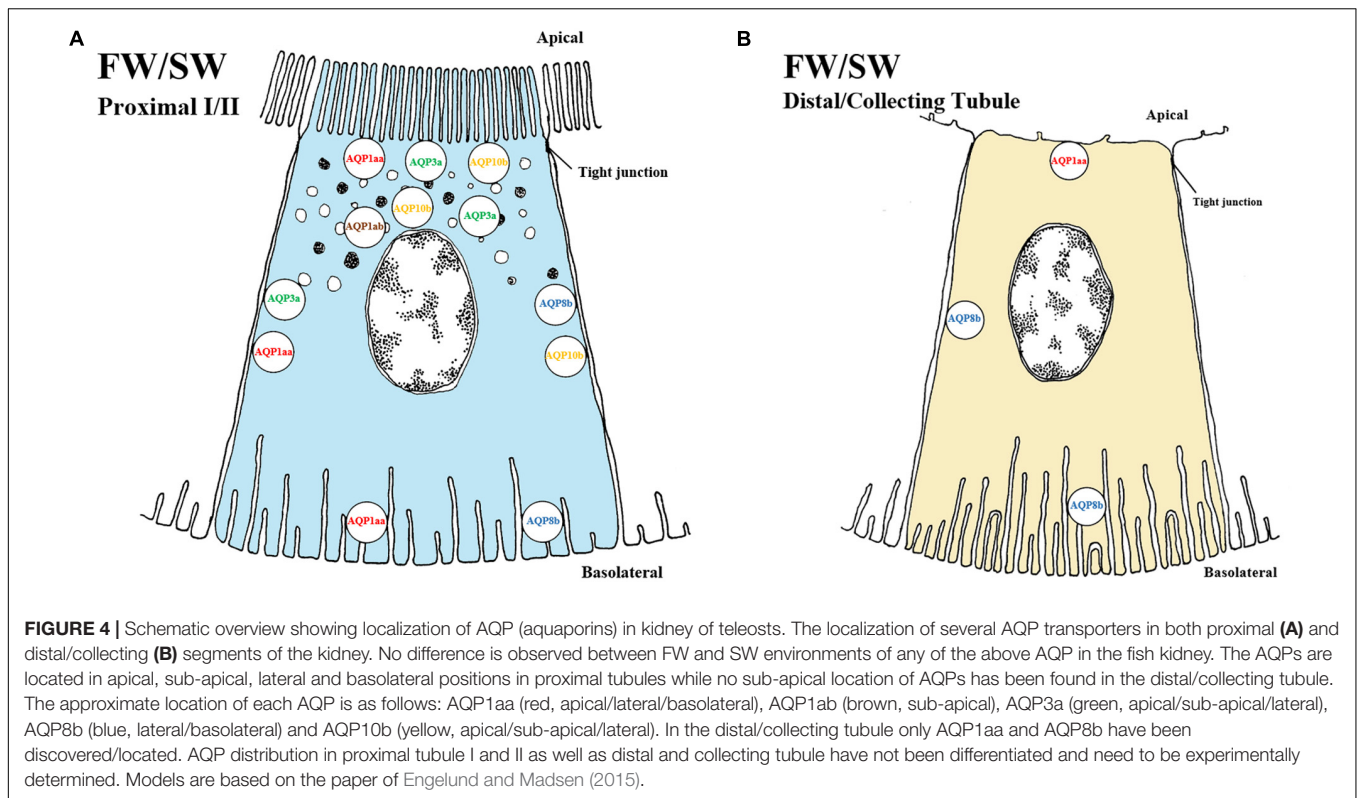 A
FW/SW
Proximal I/II
Apical
AQP1aa
AQP3a
AQP10b
Tight junction
AQP10b
AQP3a
AQP1ab
AQP3a
AQP8b
AQP1aa
AQP10b
AQP1aa
AQP8b
Basolateral
B
FW/SW
Distal/Collecting Tubule
Apical
AQP1aa
Tight junction
AQP8b
AQP8b
Basolateral
FIGURE 4 | Schematic overview showing localization of AQP (aquaporins) in kidney of teleosts. The localization of several AQP transporters in both proximal (A) and
distal/collecting (B) segments of the kidney. No difference is observed between FW and SW environments of any of the above AQP in the fish kidney. The AQPs are
located in apical, sub-apical, lateral and basolateral positions in proximal tubules while no sub-apical location of AQPs has been found in the distal/collecting tubule.
The approximate location of each AQP is as follows: AQP1aa (red, apical/lateral/basolateral), AQP1ab (brown, sub-apical), AQP3a (green, apical/sub-apical/lateral),
AQP8b (blue, lateral/basolateral) and AQP10b (yellow, apical/sub-apical/lateral). In the distal/collecting tubule only AQP1aa and AQP8b have been
discovered/located. AQP distribution in proximal tubule I and II as well as distal and collecting tubule have not been differentiated and need to be experimentally
determined. Models are based on the paper of Engelund and Madsen (2015).